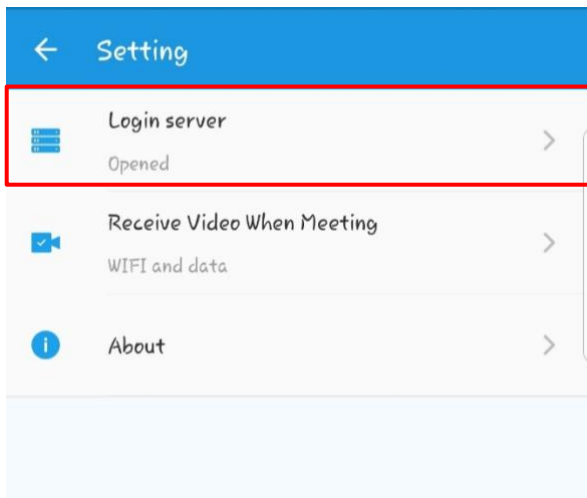 Setting
Login server
Opened
Receive Video When Meeting
WIFI and data
About